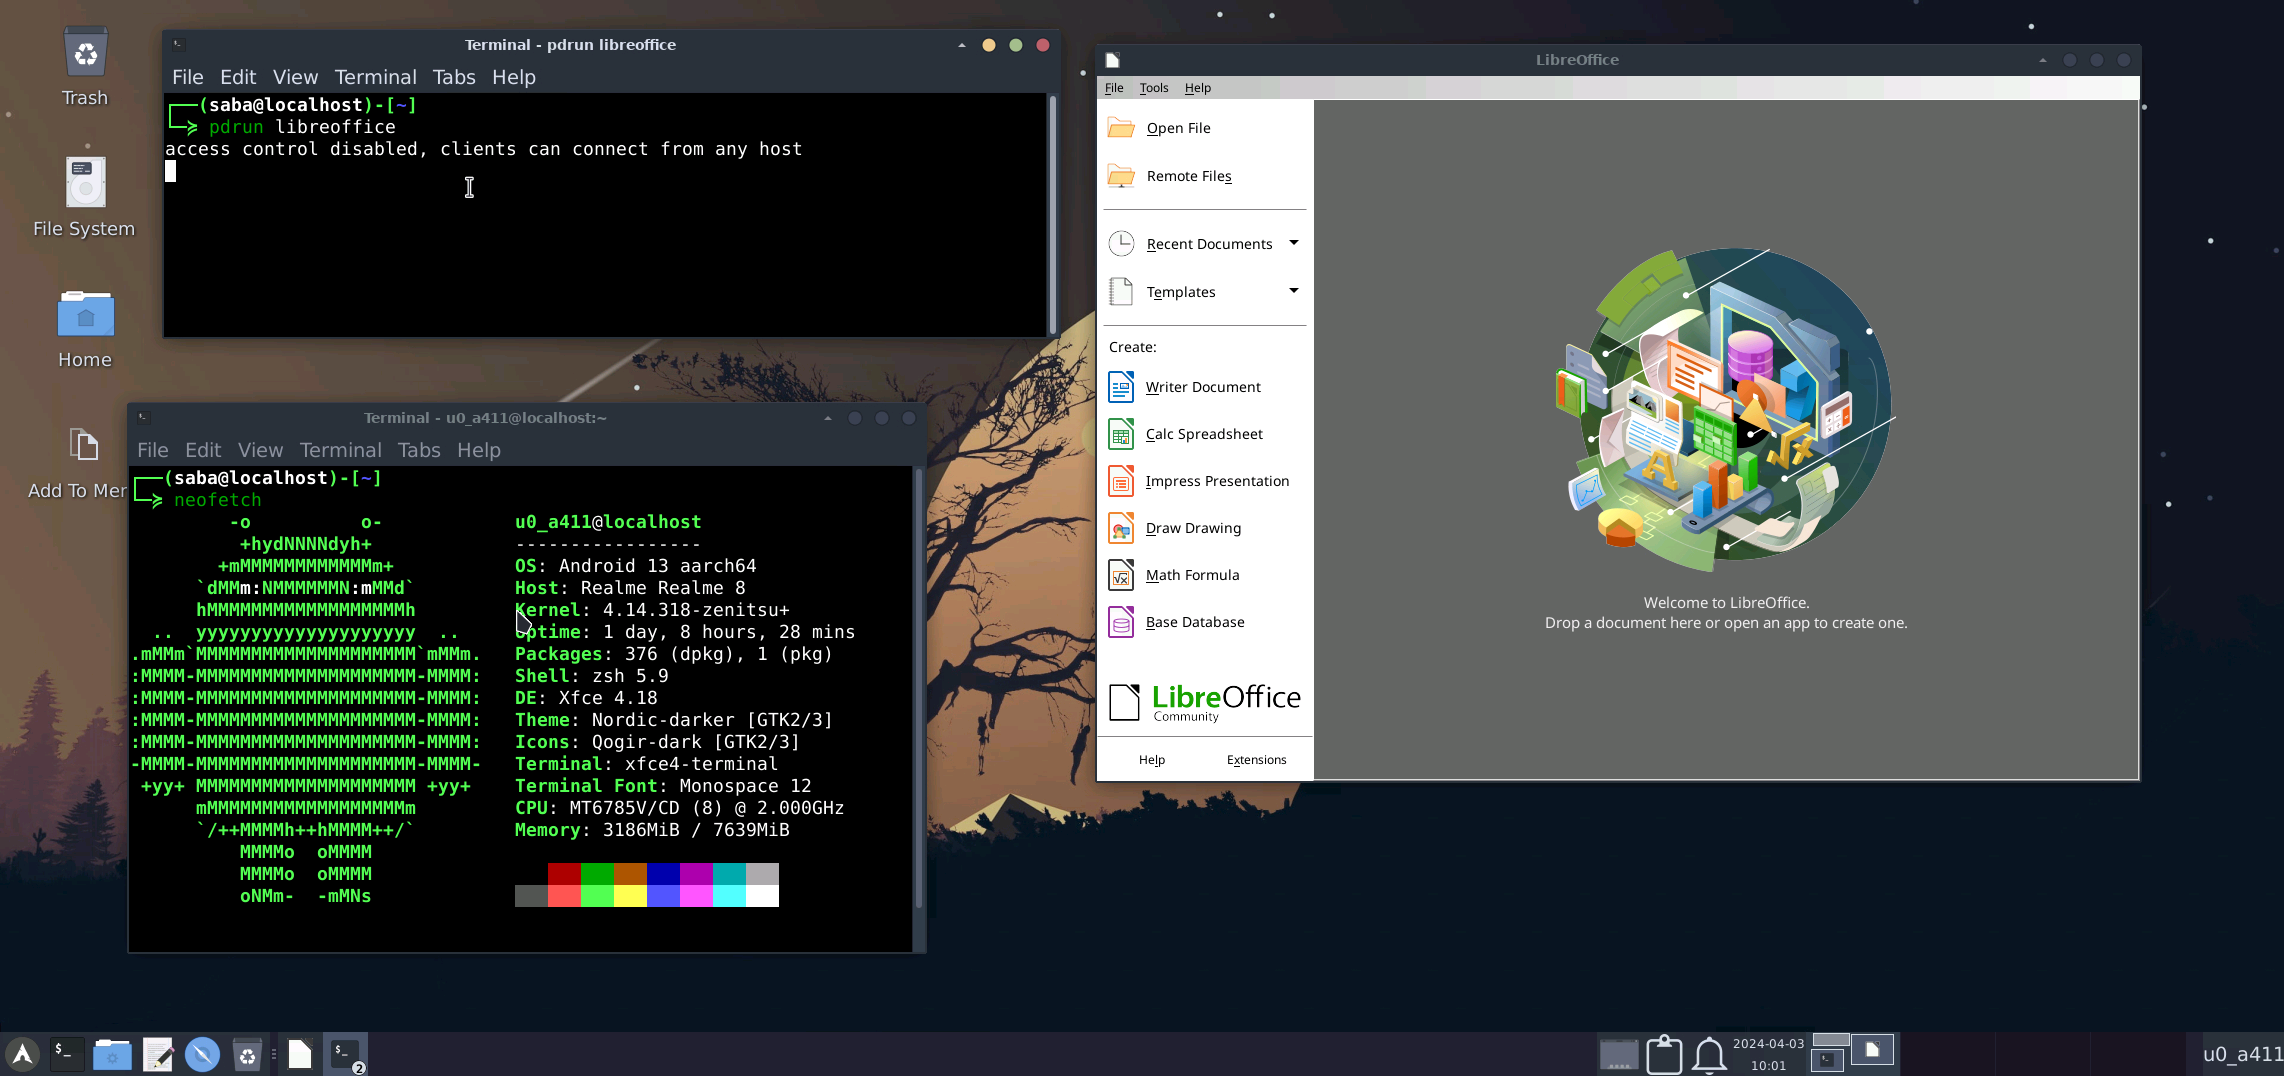 Trash
File System
Home
Add To Mer
Terminal - pdrun libreoffice
File Edit View Terminal Tabs Help
┌──(saba@localhost)-[~]
└─⋟ pdrun libreoffice
access control disabled, clients can connect from any host
Terminal - u0_a411@localhost:~
File Edit View Terminal Tabs Help
┌──(saba@localhost)-[~]
└─⋟ neofetch
-o o-
+hydNNNNdyh+
+mMMMMMMMMMMMMm+
`dMMm:NMMMMMMN:mMMd`
hMMMMMMMMMMMMMMMMMMh
.. yyyyyyyyyyyyyyyyyyyy ..
.mMMm`MMMMMMMMMMMMMMMMMMMM`mMMm.
:MMMM-MMMMMMMMMMMMMMMMMMMM-MMMM:
:MMMM-MMMMMMMMMMMMMMMMMMMM-MMMM:
:MMMM-MMMMMMMMMMMMMMMMMMMM-MMMM:
:MMMM-MMMMMMMMMMMMMMMMMMMM-MMMM:
-MMMM-MMMMMMMMMMMMMMMMMMMM-MMMM-
+yy+ MMMMMMMMMMMMMMMMMMMM +yy+
mMMMMMMMMMMMMMMMMMMm
`/++MMMMh++hMMMM++/`
MMMMo oMMMM
MMMMo oMMMM
oNMm- -mMNs
u0_a411@localhost
-----------------
OS: Android 13 aarch64
Host: Realme Realme 8
Kernel: 4.14.318-zenitsu+
Uptime: 1 day, 8 hours, 28 mins
Packages: 376 (dpkg), 1 (pkg)
Shell: zsh 5.9
DE: Xfce 4.18
Theme: Nordic-darker [GTK2/3]
Icons: Qogir-dark [GTK2/3]
Terminal: xfce4-terminal
Terminal Font: Monospace 12
CPU: MT6785V/CD (8) @ 2.000GHz
Memory: 3186MiB / 7639MiB
LibreOffice
File Tools Help
Open File
Remote Files
Recent Documents
Templates
Create:
Writer Document
Calc Spreadsheet
Impress Presentation
Draw Drawing
Math Formula
Base Database
LibreOffice
Community
Help Extensions
Welcome to LibreOffice.
Drop a document here or open an app to create one.
$_
2
2024-04-03
10:01
u0_a411